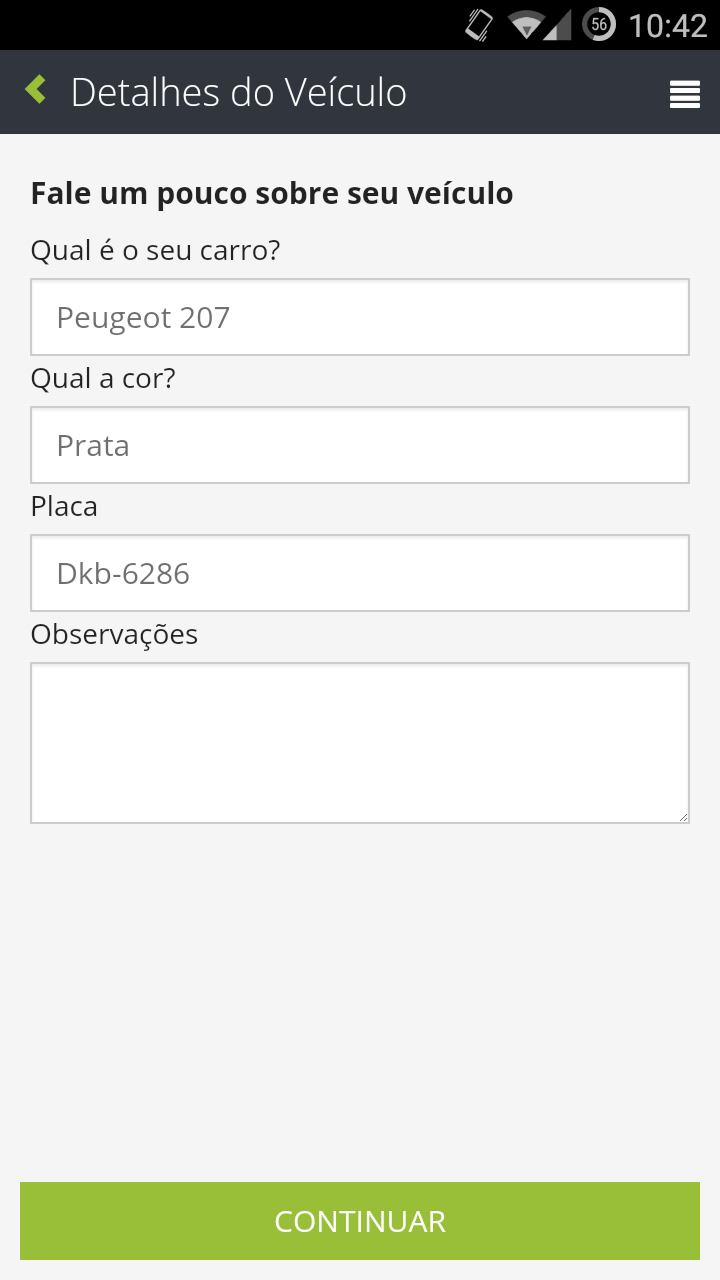 56 10:42
Detalhes do Veículo
Fale um pouco sobre seu veículo
Qual é o seu carro?
Peugeot 207
Qual a cor?
Prata
Placa
Dkb-6286
Observações
CONTINUAR